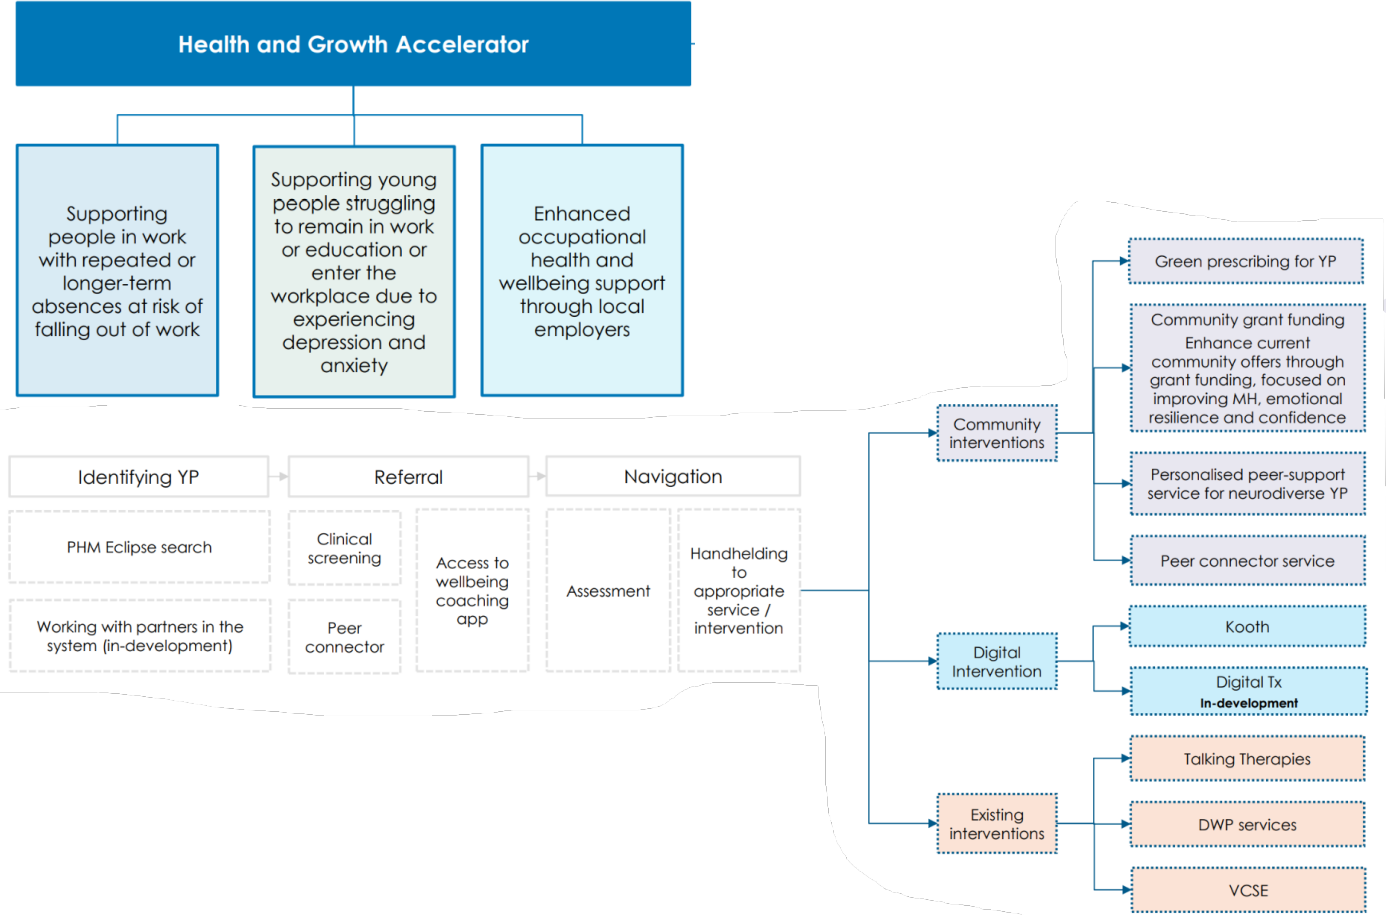 Health and Growth Accelerator
Supporting
people in work
with repeated or
longer-term
absences at risk of
falling out of work
Supporting young
people struggling
to remain in work
or education or
enter the
workplace due to
experiencing
depression and
anxiety
Enhanced
occupational
health and
wellbeing support
through local
employers
Identifying YP
PHM Eclipse search
Working with partners in the
system (in-development)
Referral
Clinical
screening
Peer
connector
Access to
wellbeing
coaching
app
Navigation
Assessment
Handhelding
to
appropriate
service /
intervention
Community
interventions
Green prescribing for YP
Community grant funding
Enhance current
community offers through
grant funding, focused on
improving MH, emotional
resilience and confidence
Personalised peer-support
service for neurodiverse YP
Peer connector service
Digital
Intervention
Kooth
Digital Tx
In-development
Existing
interventions
Talking Therapies
DWP services
VCSE